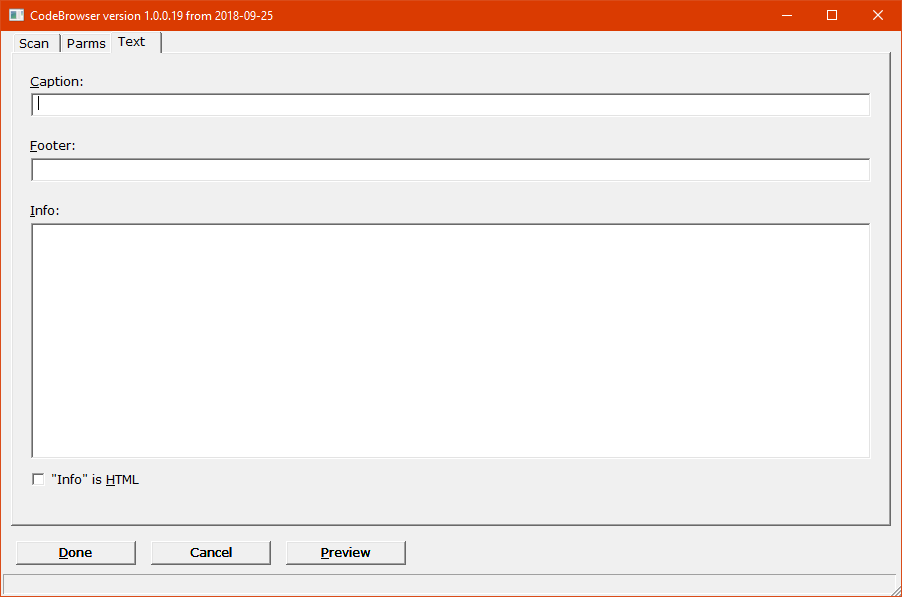 CodeBrowser version 1.0.0.19 from 2018-09-25
Scan Parms Text
Caption:
Footer:
Info:
"Info" is HTML
Done Cancel Preview